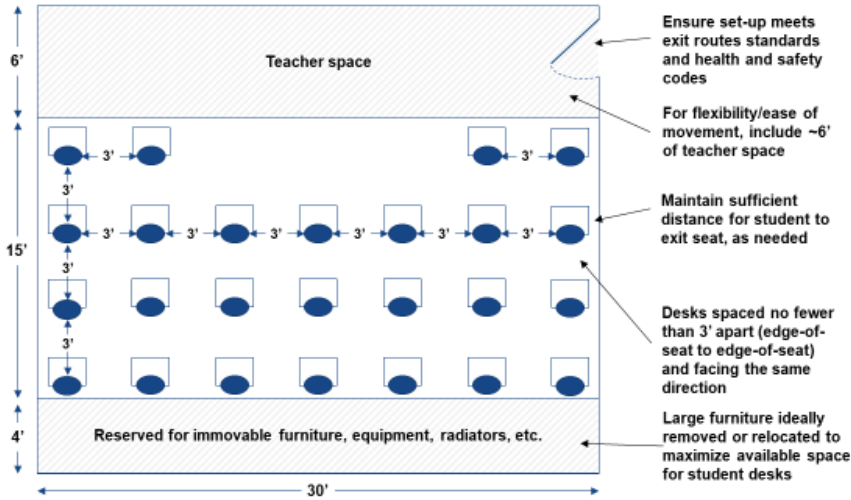 6’
Teacher space
Ensure set-up meets
exit routes standards
and health and safety
codes
For flexibility/ease of
movement, include ~6’
of teacher space
3’
3’
3’
15’
3’
3’
3’
3’
3’
3’
Maintain sufficient
distance for student to
exit seat, as needed
3’
3’
Desks spaced no fewer
than 3’ apart (edge-of-
seat to edge-of-seat)
and facing the same
direction
4’
Reserved for immovable furniture, equipment, radiators, etc.
Large furniture ideally
removed or relocated to
maximize available space
for student desks
30’